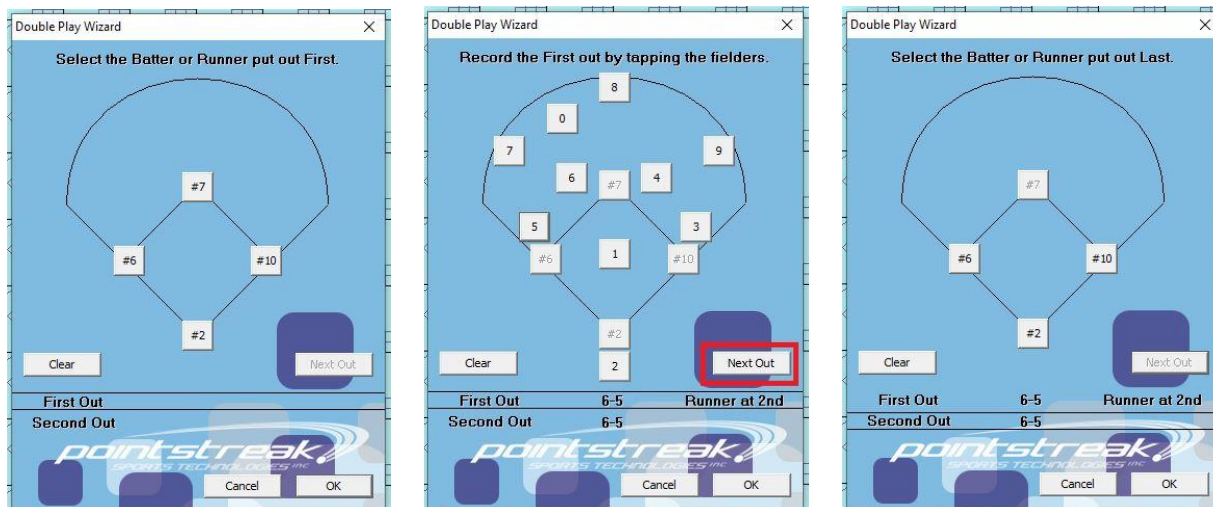 Double Play Wizard
Select the Batter or Runner put out First.
#7
#6 #10
#2
Clear Next Out
First Out
Second Out
pointstreak
SPORTS TECHNOLOGIES INC
Cancel OK
Double Play Wizard
Record the First out by tapping the fielders.
8
0
7 9
6 #7 4
5 3
#6 1 #10
#2
Clear 2 Next Out
First Out 6-5 Runner at 2nd
Second Out 6-5
pointstreak
SPORTS TECHNOLOGIES INC
Cancel OK
Double Play Wizard
Select the Batter or Runner put out Last.
#7
#6 #10
#2
Clear Next Out
First Out 6-5 Runner at 2nd
Second Out 6-5
pointstreak
SPORTS TECHNOLOGIES INC
Cancel OK